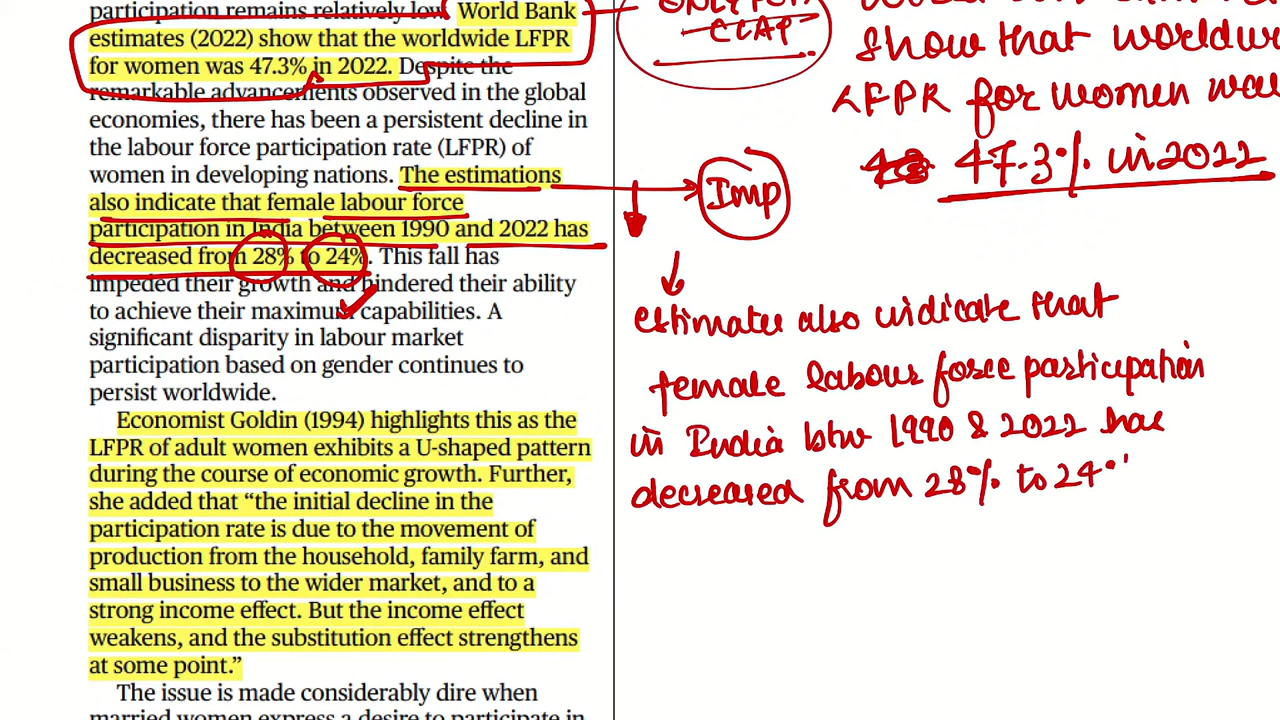 participation remains relatively low. World Bank
estimates (2022) show that the worldwide LFPR
for women was 47.3% in 2022. Despite the
remarkable advancements observed in the global
economies, there has been a persistent decline in
the labour force participation rate (LFPR) of
women in developing nations. The estimations
also indicate that female labour force
participation in India between 1990 and 2022 has
decreased from 28% to 24%. This fall has
impeded their growth and hindered their ability
to achieve their maximum capabilities. A
significant disparity in labour market
participation based on gender continues to
persist worldwide.
Economist Goldin (1994) highlights this as the
LFPR of adult women exhibits a U-shaped pattern
during the course of economic growth. Further,
she added that “the initial decline in the
participation rate is due to the movement of
production from the household, family farm, and
small business to the wider market, and to a
strong income effect. But the income effect
weakens, and the substitution effect strengthens
at some point.”
The issue is made considerably dire when
married women express a desire to participate in
CLAP
show that
LFPR for women was
47.3% in 2022
Imp
estimates also indicate that
female labour force participation
in India btw 1990 & 2022 has
decreased from 28% to 24%